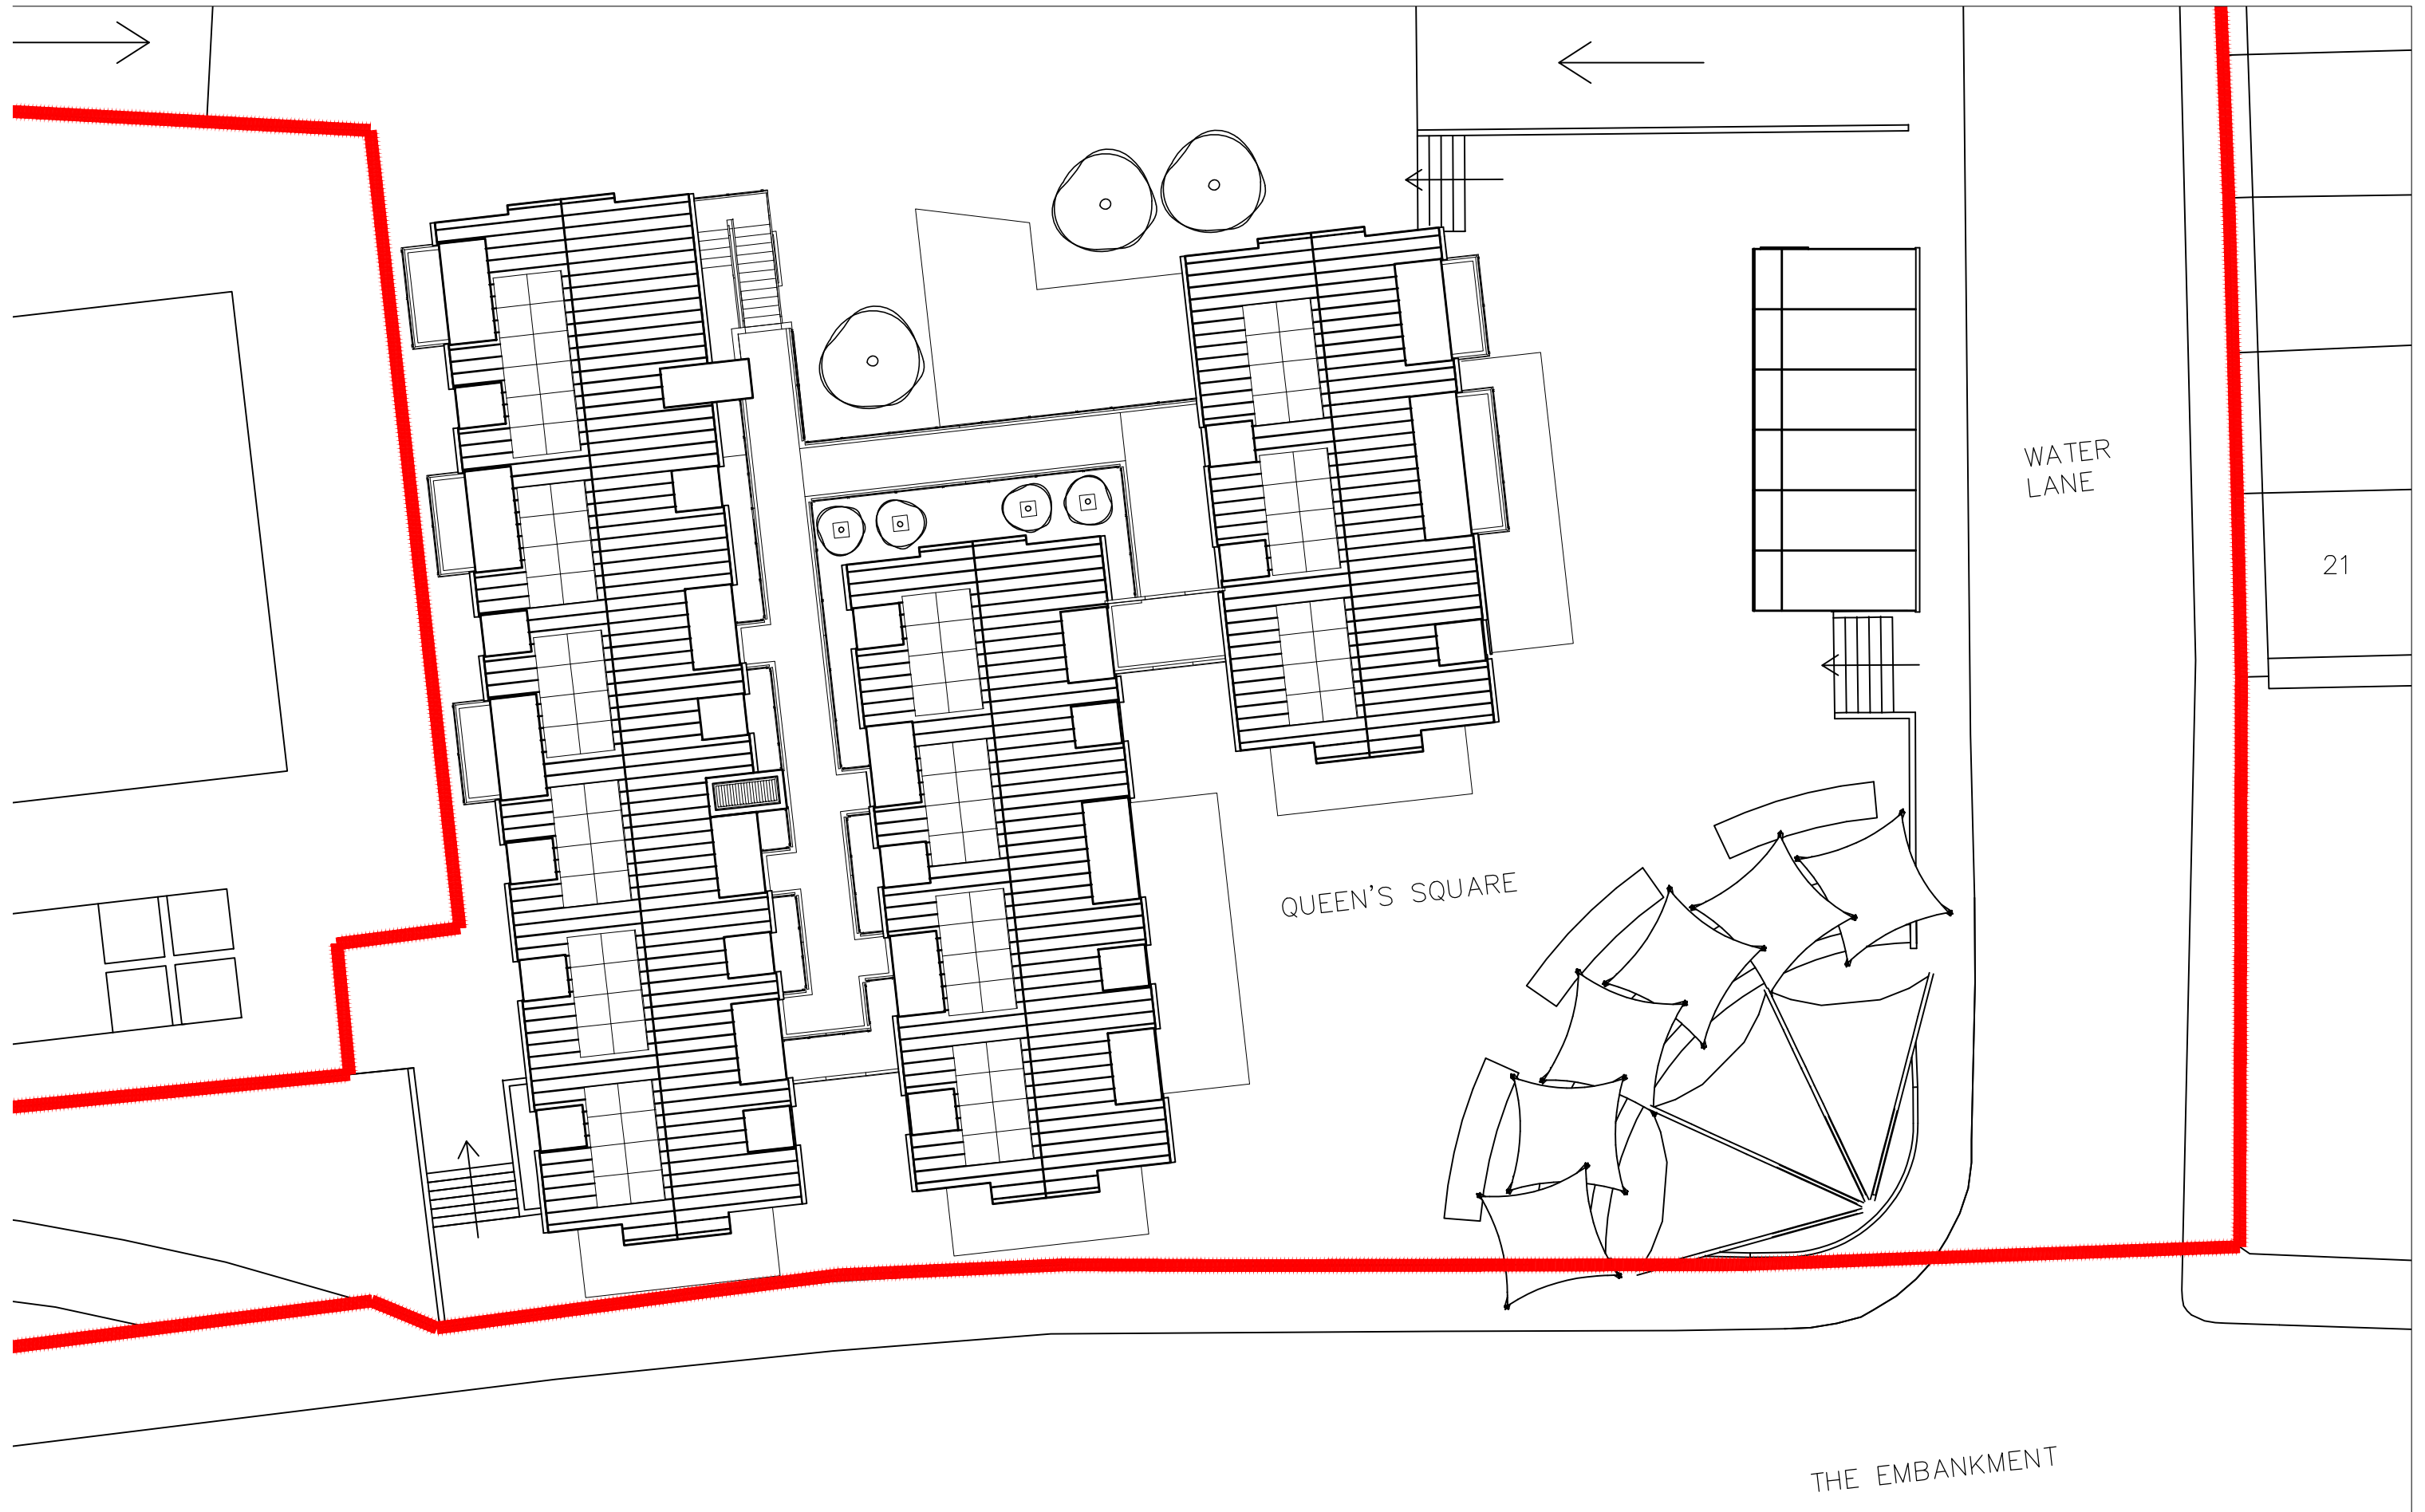 WATER
LANE
21
QUEEN'S SQUARE
THE EMBANKMENT